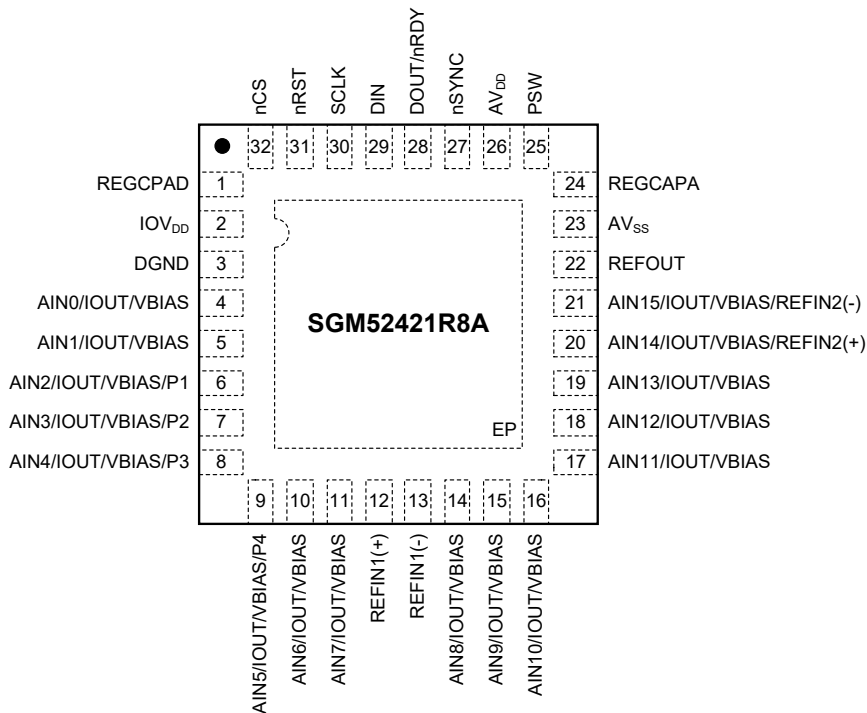 nCS
nRST
SCLK
DIN
DOUT/nRDY
nSYNC
AVDD
PSW
32
31
30
29
28
27
26
25
REGCPAD
1
IOVDD
2
DGND
3
AIN0/IOUT/VBIAS
4
AIN1/IOUT/VBIAS
5
AIN2/IOUT/VBIAS/P1
6
AIN3/IOUT/VBIAS/P2
7
AIN4/IOUT/VBIAS/P3
8
SGM52421R8A
EP
24
REGCAPA
23
AVSS
22
REFOUT
21
AIN15/IOUT/VBIAS/REFIN2(-)
20
AIN14/IOUT/VBIAS/REFIN2(+)
19
AIN13/IOUT/VBIAS
18
AIN12/IOUT/VBIAS
17
AIN11/IOUT/VBIAS
9
10
11
12
13
14
15
16
AIN5/IOUT/VBIAS/P4
AIN6/IOUT/VBIAS
AIN7/IOUT/VBIAS
REFIN1(+)
REFIN1(-)
AIN8/IOUT/VBIAS
AIN9/IOUT/VBIAS
AIN10/IOUT/VBIAS